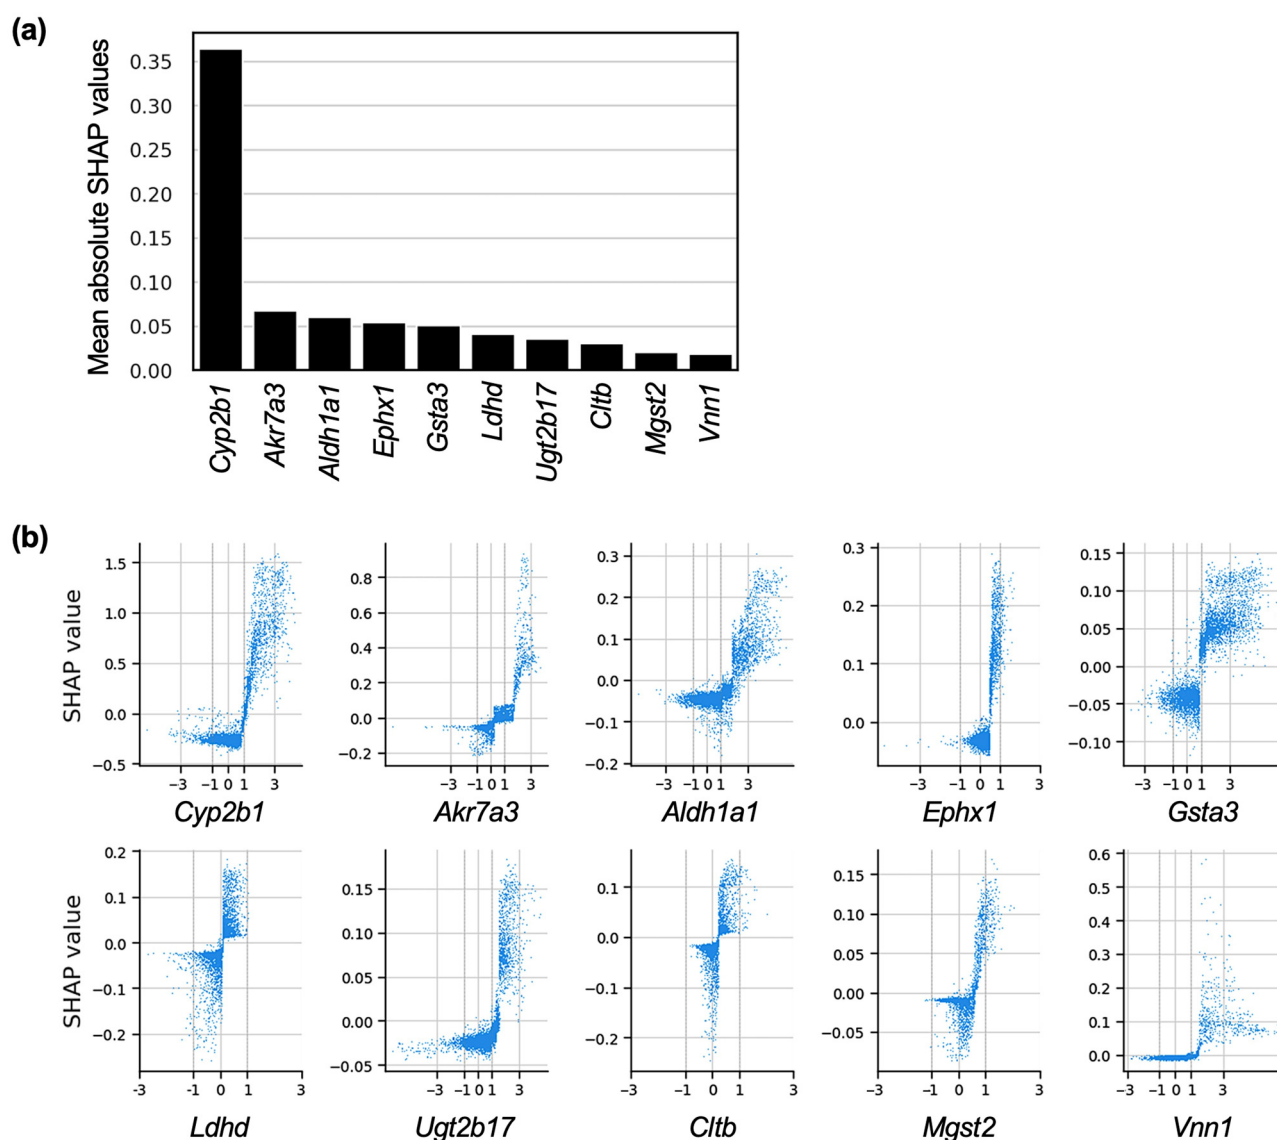 (a)
Mean absolute SHAP values
0.35
0.30
0.25
0.20
0.15
0.10
0.05
0.00
Cyp2b1 Akr7a3 Aldh1a1 Ephx1 Gsta3 Ldhd Ugt2b17 Cltb Mgst2 Vnn1
(b)
SHAP value
1.5
1.0
0.5
0.0
−0.5
−3 −1 0 1 3
Cyp2b1
0.8
0.6
0.4
0.2
0.0
−0.2
−3 −1 0 1 3
Akr7a3
0.3
0.2
0.1
0.0
−0.1
−0.2
−3 −1 0 1 3
Aldh1a1
0.3
0.2
0.1
0.0
−3 −1 0 1 3
Ephx1
0.15
0.10
0.05
0.00
−0.05
−0.10
−3 −1 0 1 3
Gsta3
SHAP value
0.2
0.1
0.0
−0.1
−0.2
−3 −1 0 1 3
Ldhd
0.15
0.10
0.05
0.00
−0.05
−3 −1 0 1 3
Ugt2b17
0.1
0.0
−0.1
−0.2
−3 −1 0 1 3
Cltb
0.15
0.10
0.05
0.00
−0.05
−3 −1 0 1 3
Mgst2
0.6
0.5
0.4
0.3
0.2
0.1
0.0
−3 −1 0 1 3
Vnn1